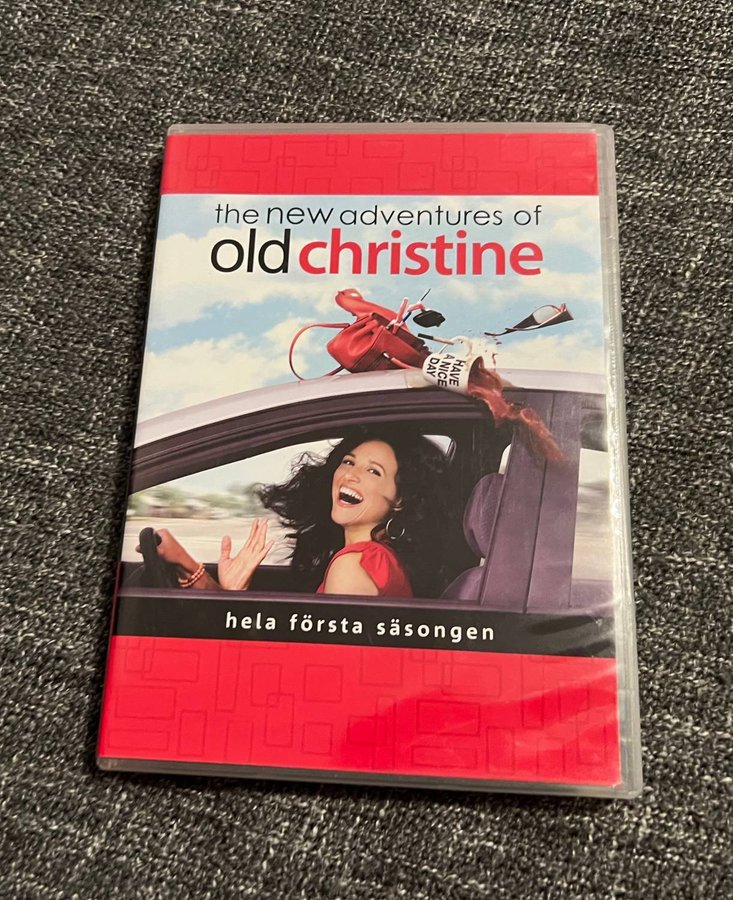 the new adventures of
old christine
HAVE
A NICE
DAY
hela första säsongen